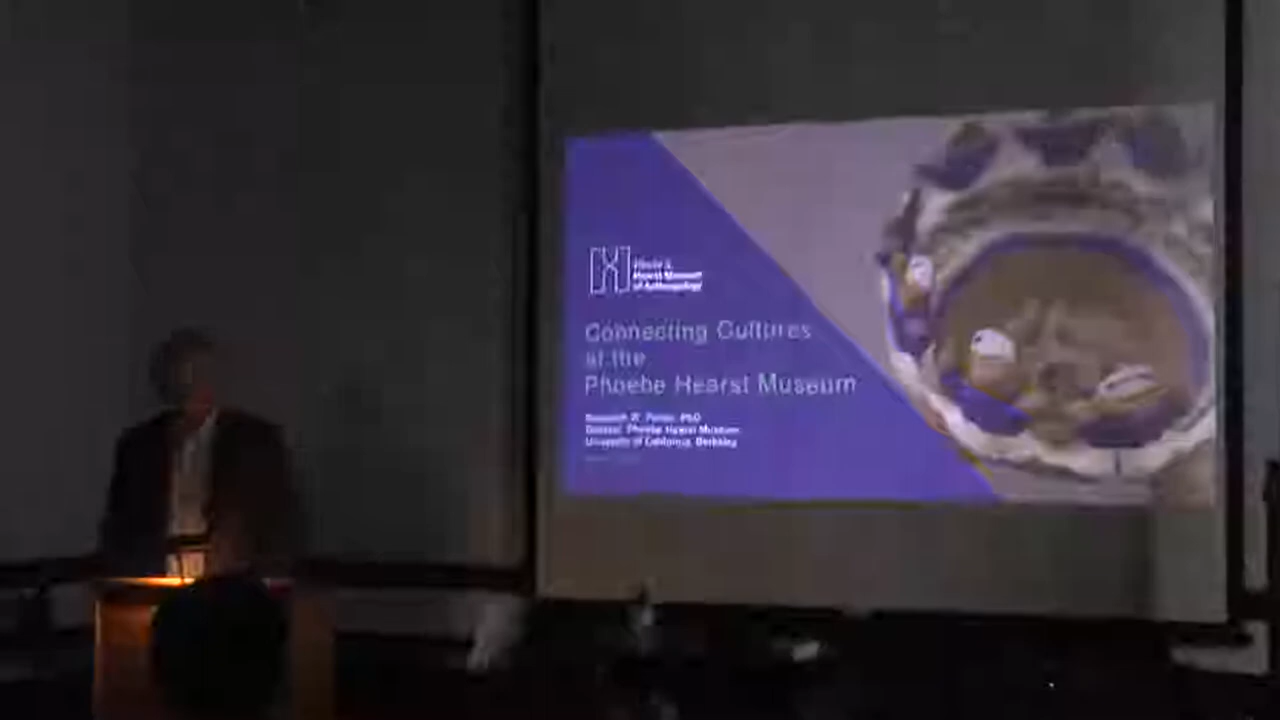 Phoebe A.
Hearst Museum
of Anthropology
Connecting Cultures
at the
Phoebe Hearst Museum
PhD
Director, Phoebe Hearst Museum
University of California, Berkeley